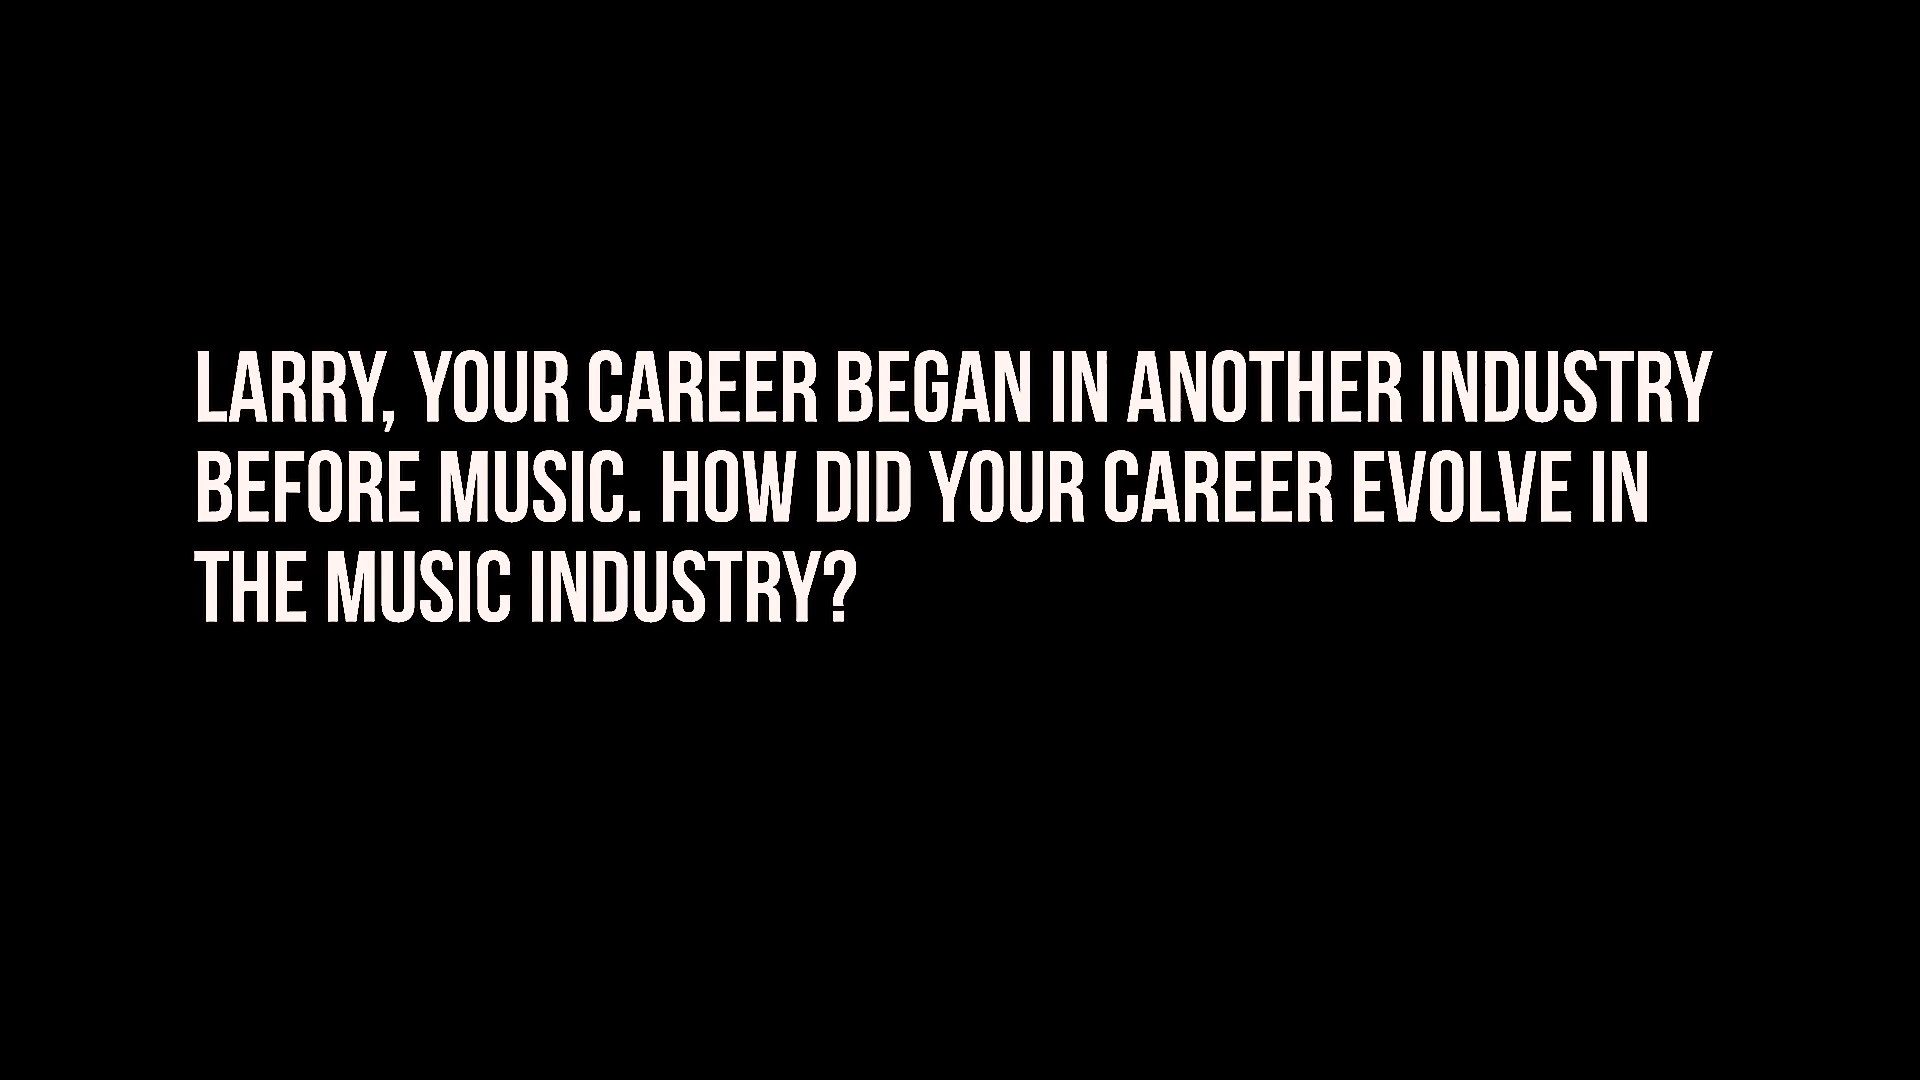 LARRY, YOUR CAREER BEGAN IN ANOTHER INDUSTRY
BEFORE MUSIC. HOW DID YOUR CAREER EVOLVE IN
THE MUSIC INDUSTRY?